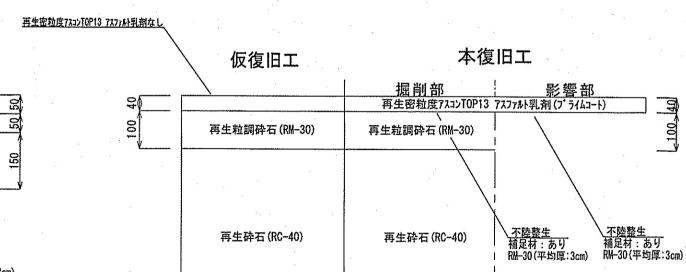 再生密粒度ｱｽｺﾝTOP13 ｱｽﾌｧﾙﾄ乳剤なし
仮復旧工
本復旧工
掘削部
影響部
再生密粒度ｱｽｺﾝTOP13 ｱｽﾌｧﾙﾄ乳剤(ﾌﾟﾗｲﾑｺｰﾄ)
50
50
150
40
100
40
100
再生粒調砕石(RM-30)
再生粒調砕石(RM-30)
再生砕石(RC-40)
再生砕石(RC-40)
不陸整生
補足材：あり
RM-30(平均厚:3cm)
不陸整生
補足材：あり
RM-30(平均厚:3cm)
cm)